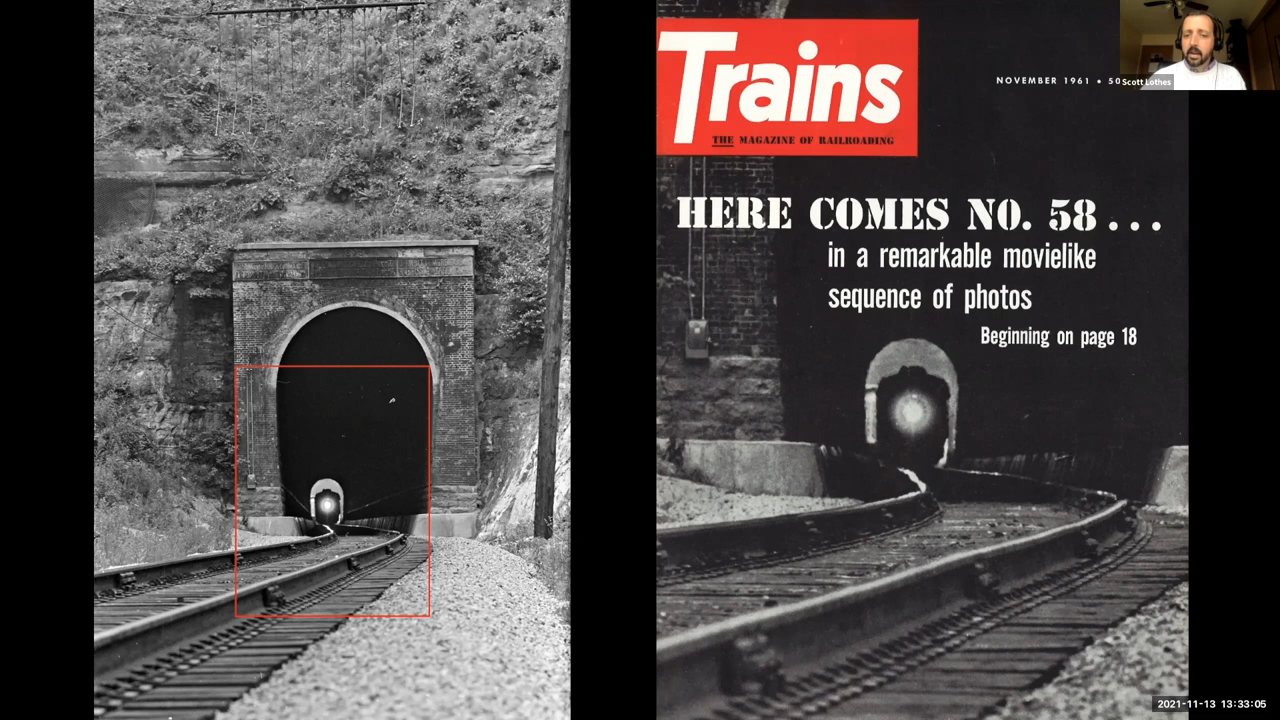 Trains
THE MAGAZINE OF RAILROADING
NOVEMBER 1961 • 50
Scott Lothes
HERE COMES NO. 58...
in a remarkable movielike
sequence of photos
Beginning on page 18
2021-11-13 13:33:05